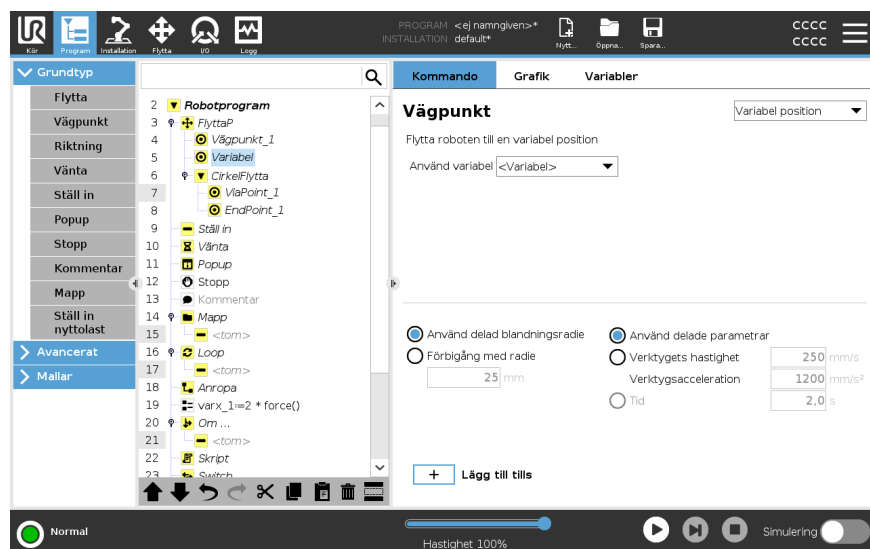 PROGRAM <ej namngiven>*
INSTALLATION default*
Kör
Program
Installation
Flytta
I/O
Logg
Nytt...
Öppna...
Spara...
CCCC
CCCC
Grundtyp
Flytta
Vägpunkt
Riktning
Vänta
Ställ in
Popup
Stopp
Kommentar
Mapp
Ställ in
nyttolast
Avancerat
Mallar
2 Robotprogram
3 FlyttaP
4 Vägpunkt_1
5 Variabel
6 CirkelFlytta
7 ViaPoint_1
8 EndPoint_1
9 Ställ in
10 Vänta
11 Popup
12 Stopp
13 Kommentar
14 Mapp
15 <tom>
16 Loop
17 <tom>
18 Anropa
19 varx_1:=2 * force()
20 Om ...
21 <tom>
22 Skript
23 Switch
Kommando
Grafik
Variabler
Vägpunkt
Variabel position
Flytta roboten till en variabel position
Använd variabel <Variabel>
Använd delad blandningsradie
Förbigång med radie
25 mm
Använd delade parametrar
Verktygets hastighet 250 mm/s
Verktygsacceleration 1200 mm/s²
Tid 2,0 s
+ Lägg till tills
Normal
Hastighet 100%
Simulering